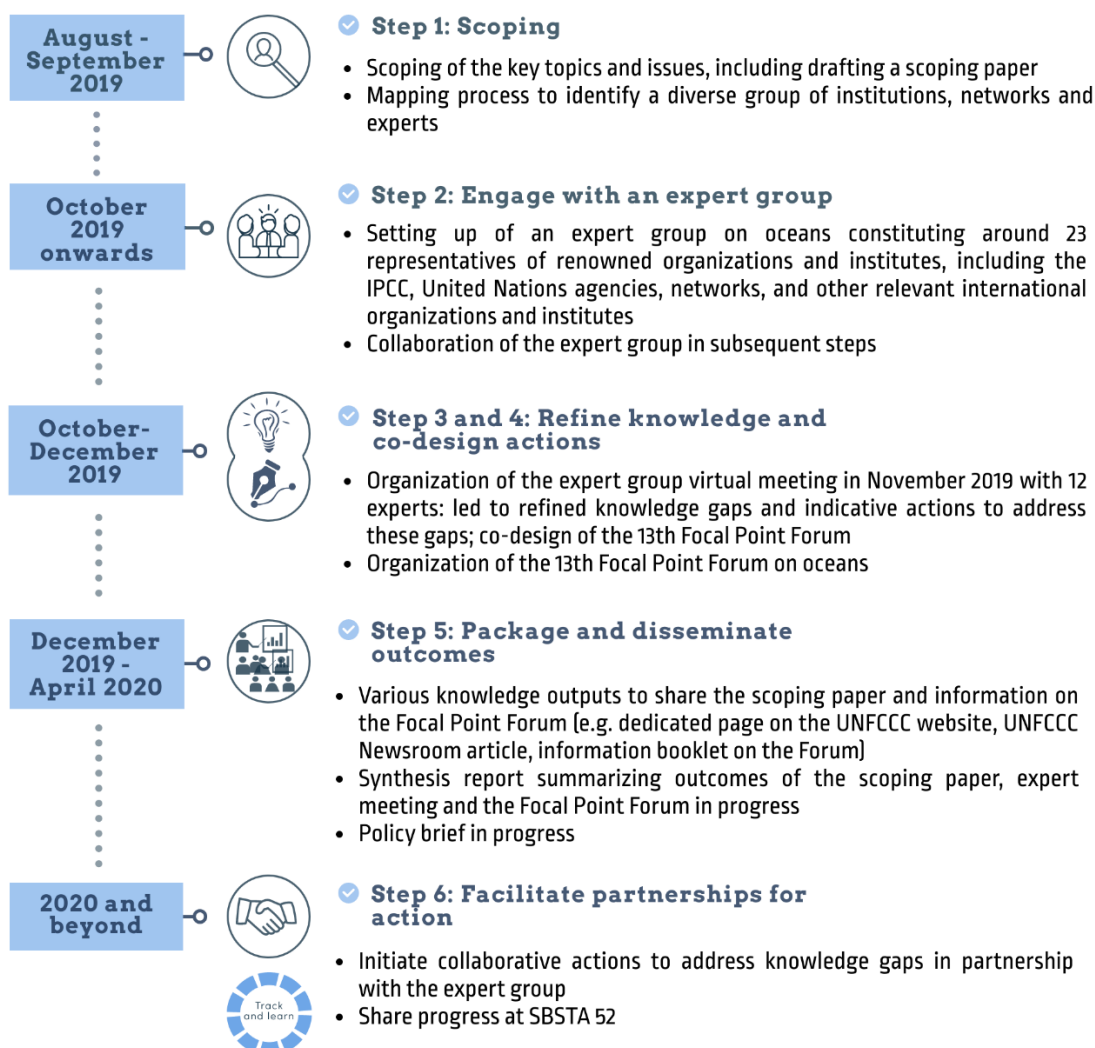 August -
September
2019
Step 1: Scoping
• Scoping of the key topics and issues, including drafting a scoping paper
• Mapping process to identify a diverse group of institutions, networks and
experts
October
2019
onwards
Step 2: Engage with an expert group
• Setting up of an expert group on oceans constituting around 23
representatives of renowned organizations and institutes, including the
IPCC, United Nations agencies, networks, and other relevant international
organizations and institutes
• Collaboration of the expert group in subsequent steps
October-
December
2019
Step 3 and 4: Refine knowledge and
co-design actions
• Organization of the expert group virtual meeting in November 2019 with 12
experts: led to refined knowledge gaps and indicative actions to address
these gaps; co-design of the 13th Focal Point Forum
• Organization of the 13th Focal Point Forum on oceans
December
2019 -
April 2020
Step 5: Package and disseminate
outcomes
• Various knowledge outputs to share the scoping paper and information on
the Focal Point Forum (e.g. dedicated page on the UNFCCC website, UNFCCC
Newsroom article, information booklet on the Forum)
• Synthesis report summarizing outcomes of the scoping paper, expert
meeting and the Focal Point Forum in progress
• Policy brief in progress
2020 and
beyond
Step 6: Facilitate partnerships for
action
• Initiate collaborative actions to address knowledge gaps in partnership
with the expert group
• Share progress at SBSTA 52
Track
and learn